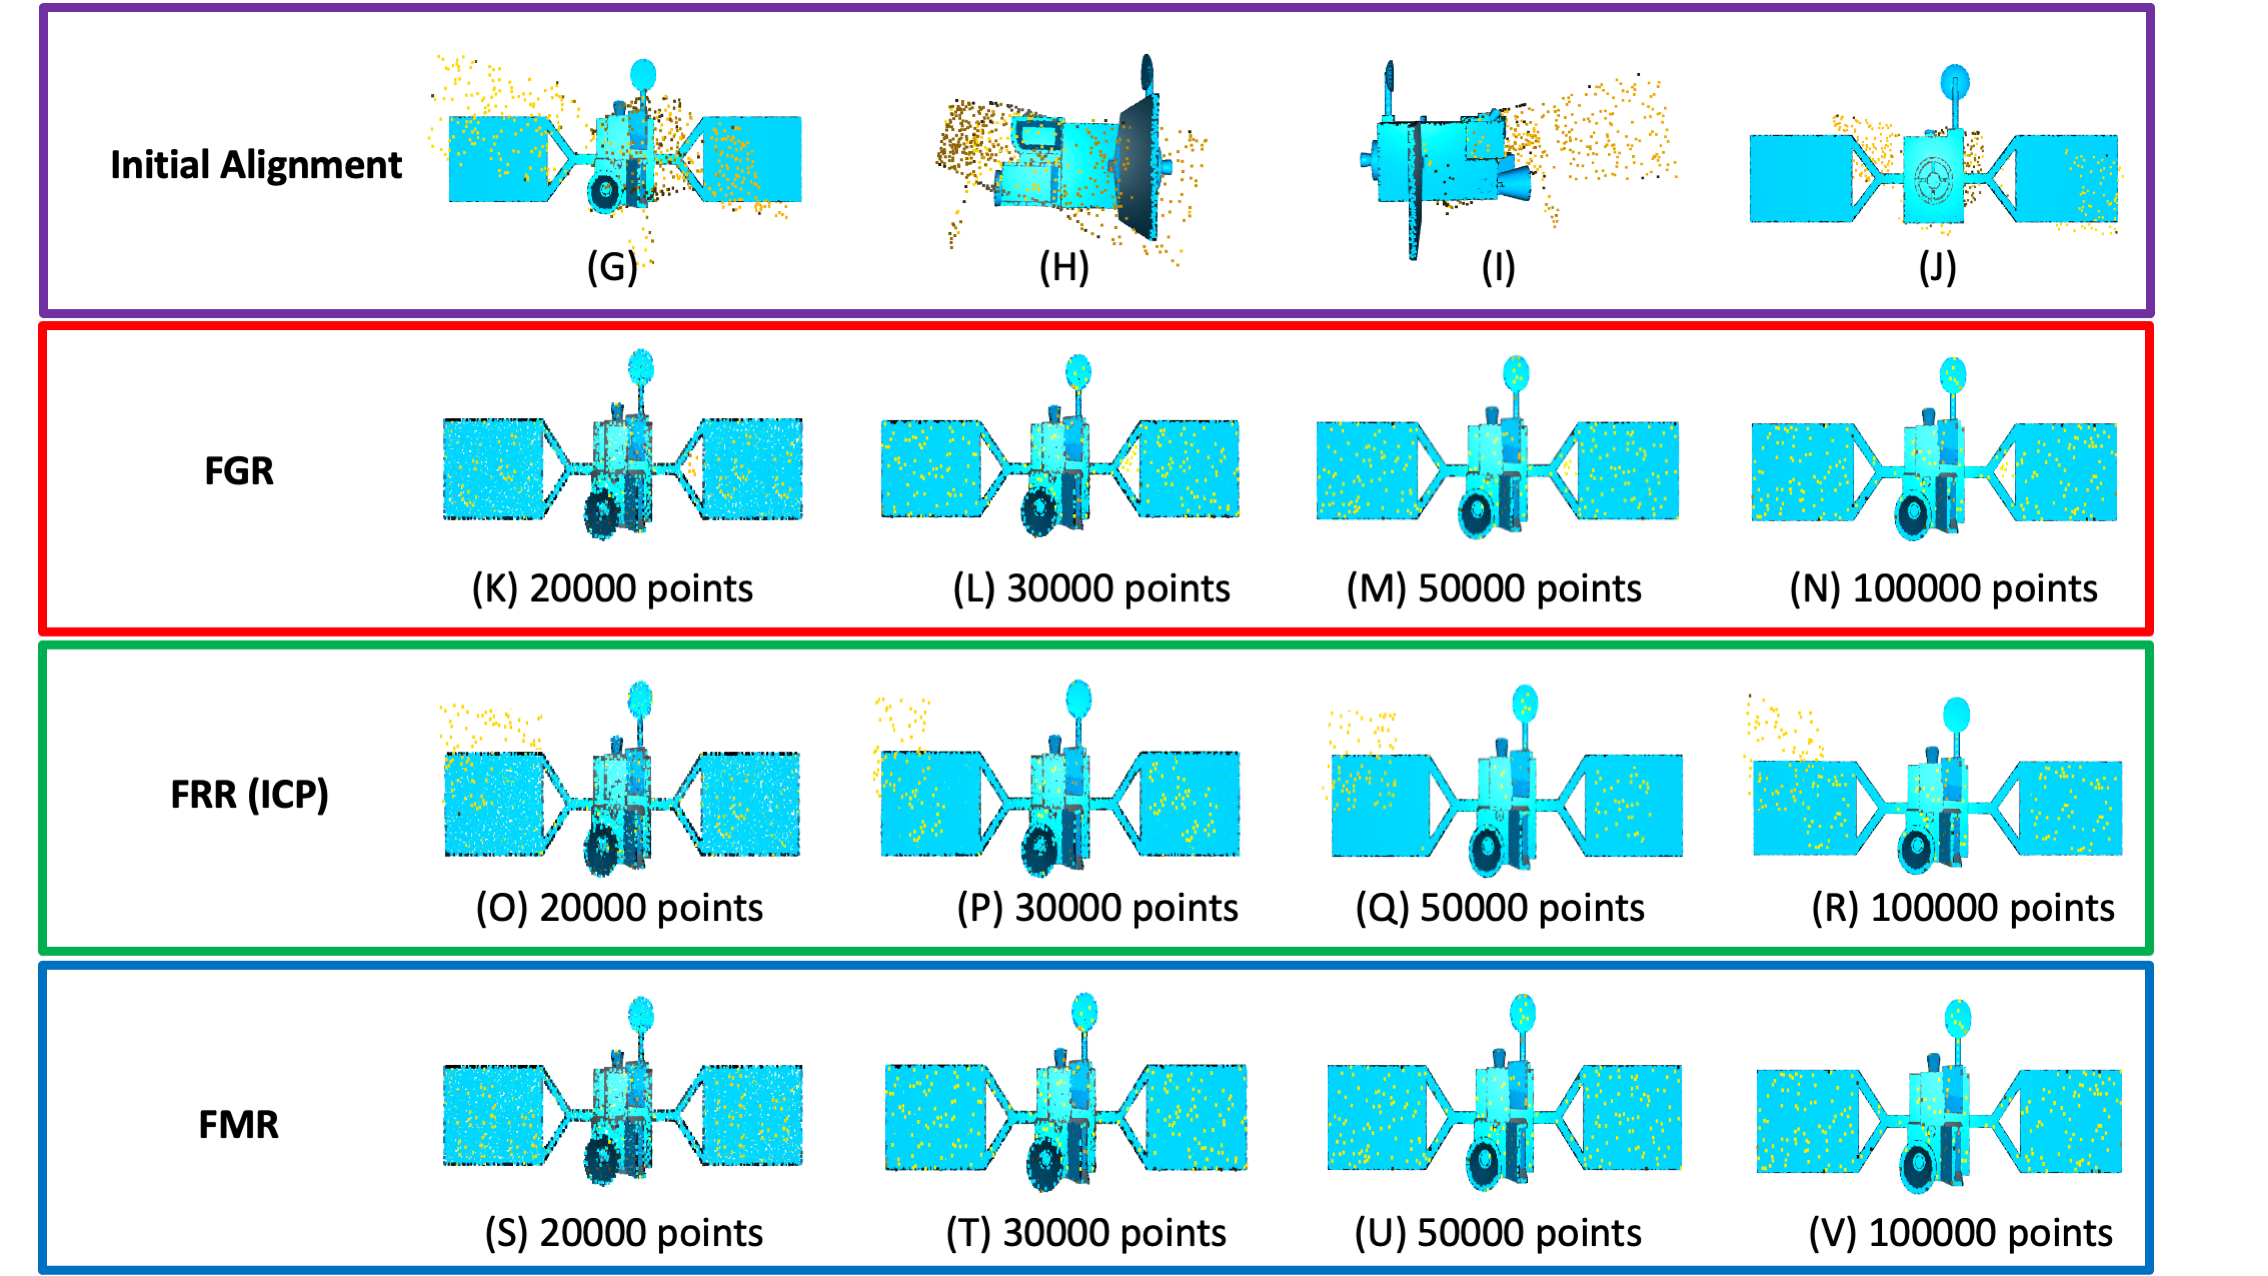 Initial Alignment
(G)
(H)
(I)
(J)
FGR
(K) 20000 points
(L) 30000 points
(M) 50000 points
(N) 100000 points
FRR (ICP)
(O) 20000 points
(P) 30000 points
(Q) 50000 points
(R) 100000 points
FMR
(S) 20000 points
(T) 30000 points
(U) 50000 points
(V) 100000 points